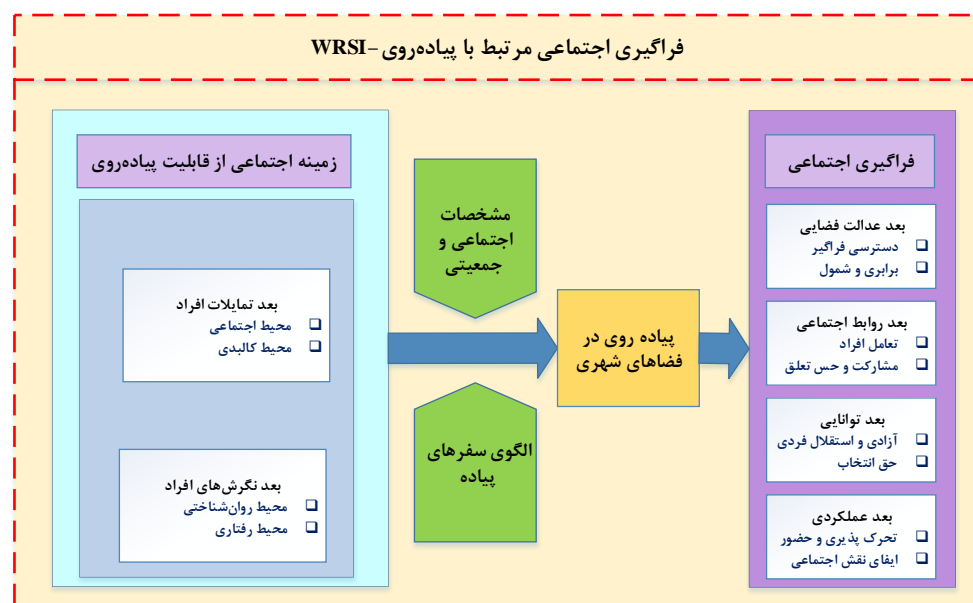 فراگیری اجتماعی مرتبط با پیاده‌روی -WRSI
فراگیری اجتماعی
بعد عدالت فضایی
❑ دسترسی فراگیر
❑ برابری و شمول
بعد روابط اجتماعی
❑ تعامل افراد
❑ مشارکت و حس تعلق
بعد توانایی
❑ آزادی و استقلال فردی
❑ حق انتخاب
بعد عملکردی
❑ تحرک پذیری و حضور
❑ ایفای نقش اجتماعی
پیاده روی در
فضاهای شهری
مشخصات
اجتماعی و
جمعیتی
الگوی سفرهای
پیاده
زمینه اجتماعی از قابلیت پیاده‌روی
بعد تمایلات افراد
❑ محیط اجتماعی
❑ محیط کالبدی
بعد نگرش‌های افراد
❑ محیط روان‌شناختی
❑ محیط رفتاری